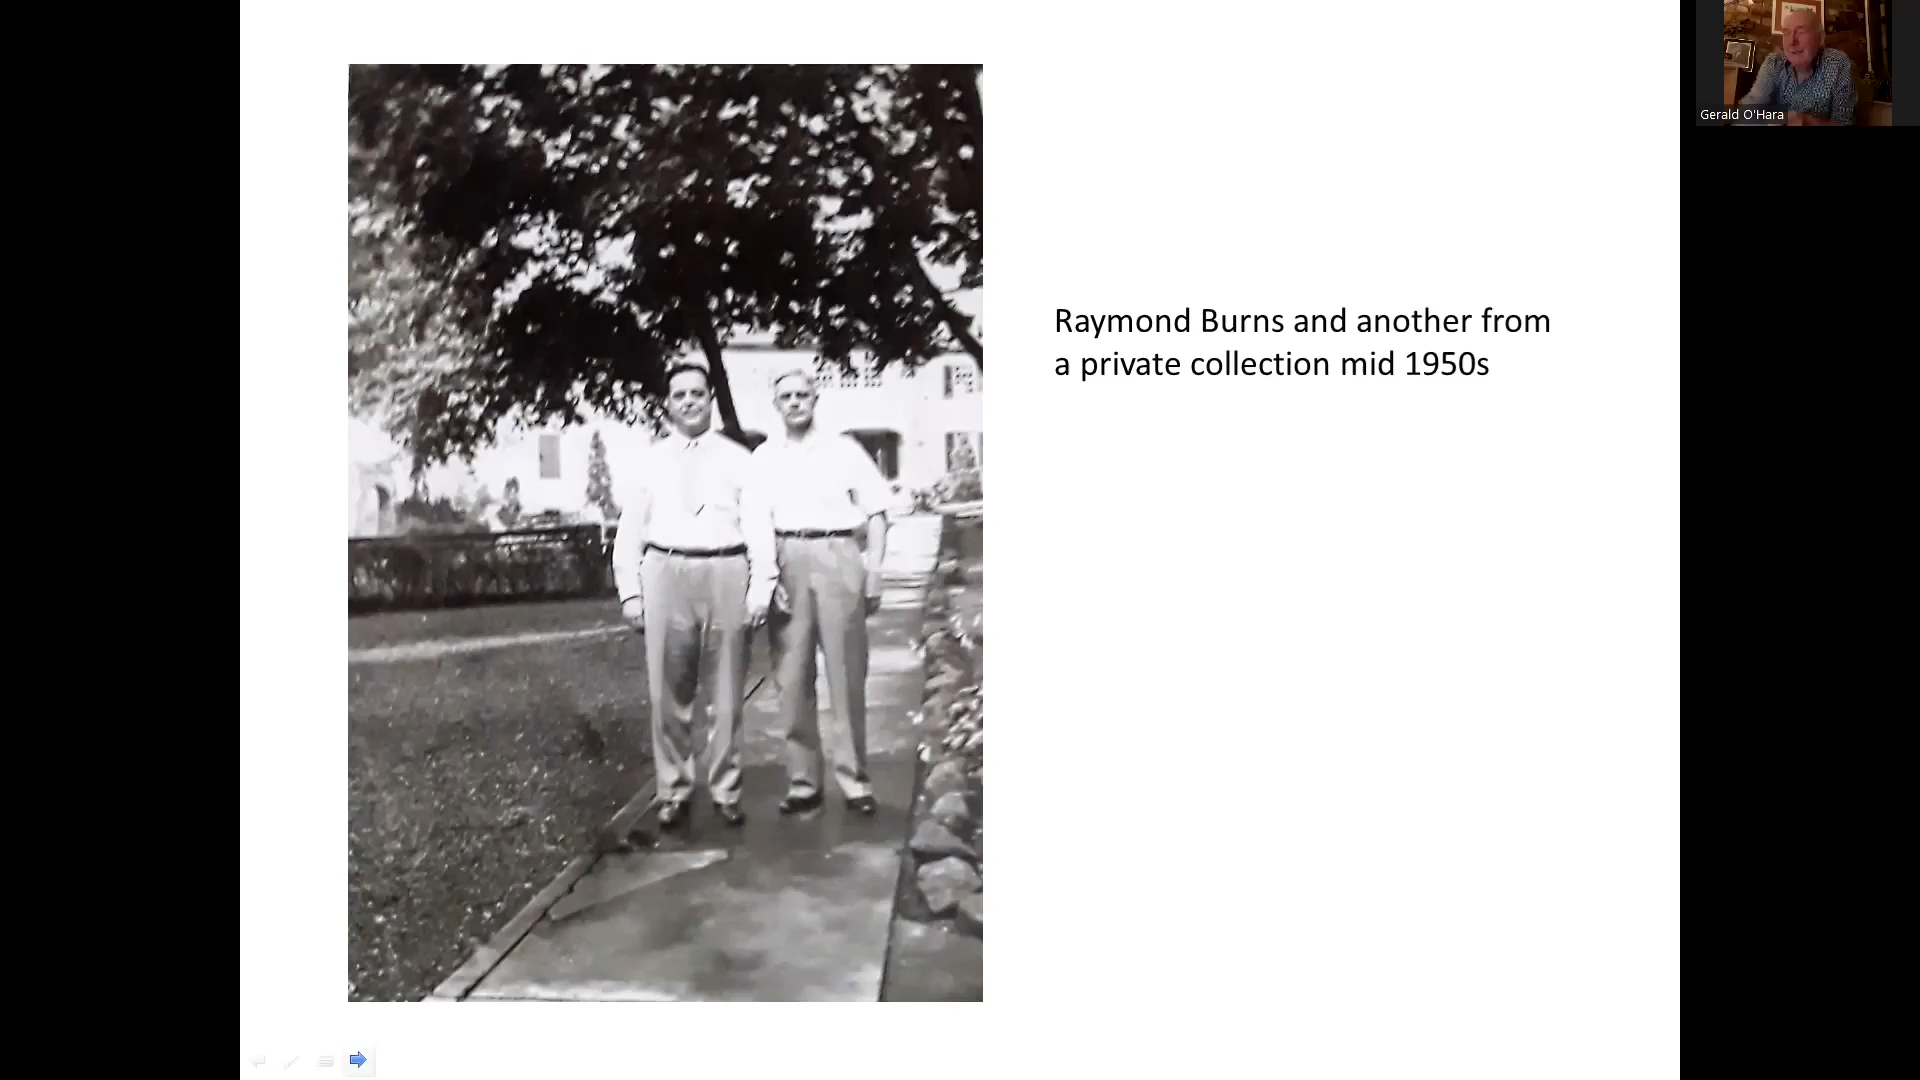 Raymond Burns and another from
a private collection mid 1950s
Gerald O'Hara